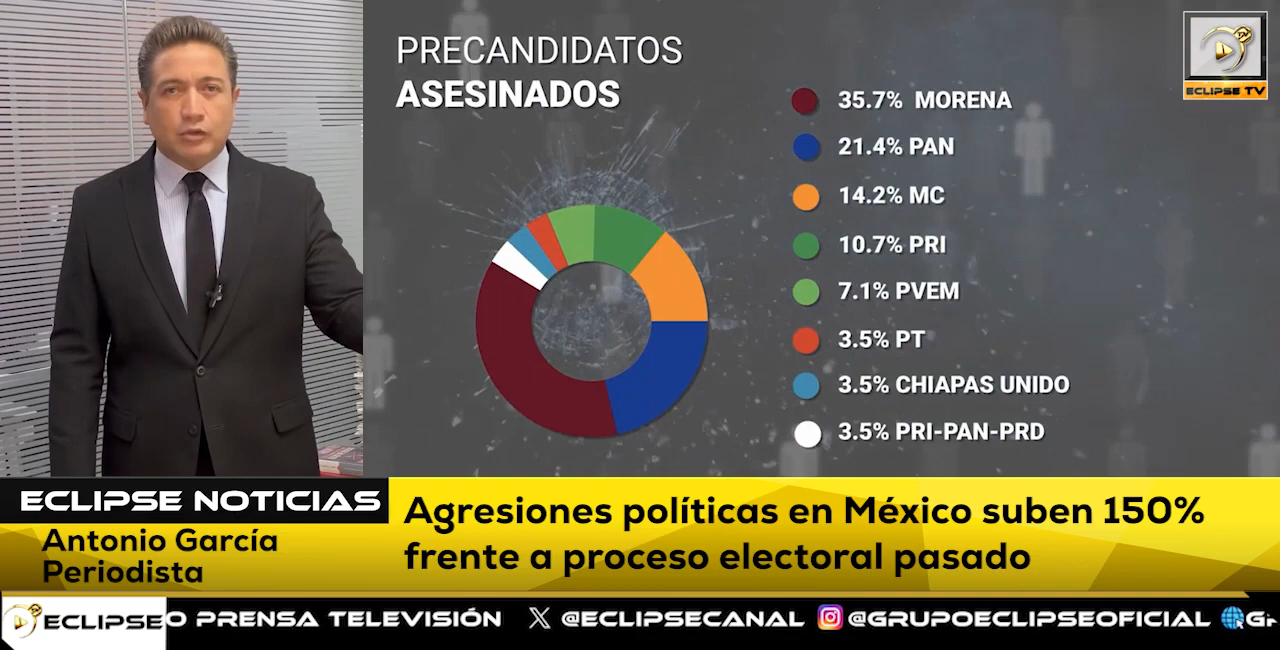 PRECANDIDATOS
ASESINADOS
35.7% MORENA
21.4% PAN
14.2% MC
10.7% PRI
7.1% PVEM
3.5% PT
3.5% CHIAPAS UNIDO
3.5% PRI-PAN-PRD
TV
ECLIPSE TV
ECLIPSE NOTICIAS
Antonio García
Periodista
Agresiones políticas en México suben 150%
frente a proceso electoral pasado
ECLIPSE
O PRENSA TELEVISIÓN X @ECLIPSECANAL @GRUPOECLIPSEOFICIAL